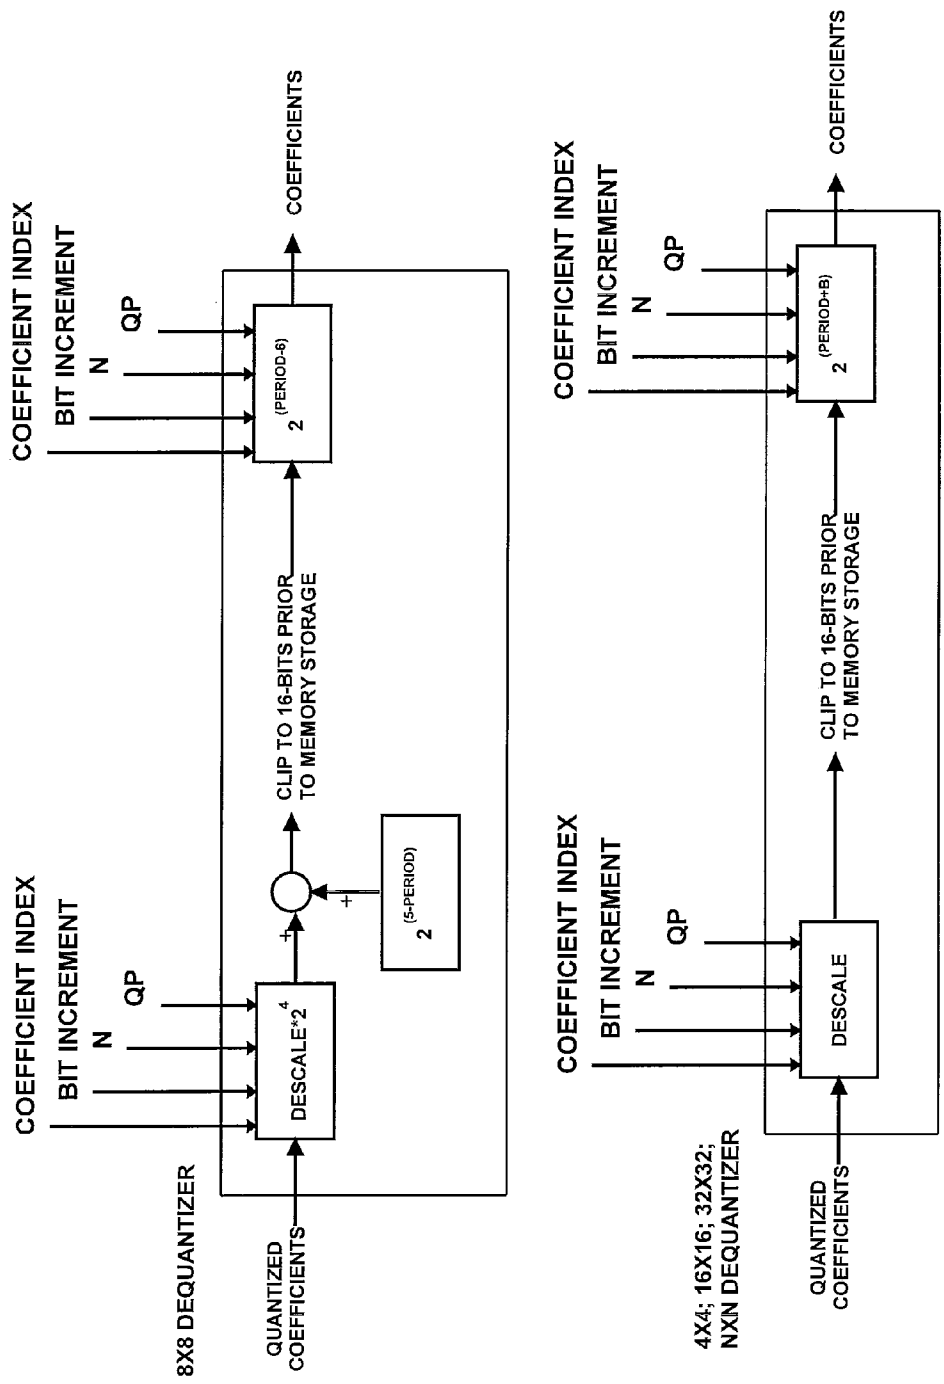 8X8 DEQUANTIZER
QUANTIZED
COEFFICIENTS
COEFFICIENT INDEX
BIT INCREMENT
N
QP
DESCALE*2^4
+
+
2^(5-PERIOD)
CLIP TO 16-BITS PRIOR
TO MEMORY STORAGE
COEFFICIENT INDEX
BIT INCREMENT
N
QP
2^(PERIOD-6)
COEFFICIENTS
4X4; 16X16; 32X32;
NXN DEQUANTIZER
QUANTIZED
COEFFICIENTS
COEFFICIENT INDEX
BIT INCREMENT
N
QP
DESCALE
CLIP TO 16-BITS PRIOR
TO MEMORY STORAGE
COEFFICIENT INDEX
BIT INCREMENT
N
QP
2^(PERIOD+B)
COEFFICIENTS